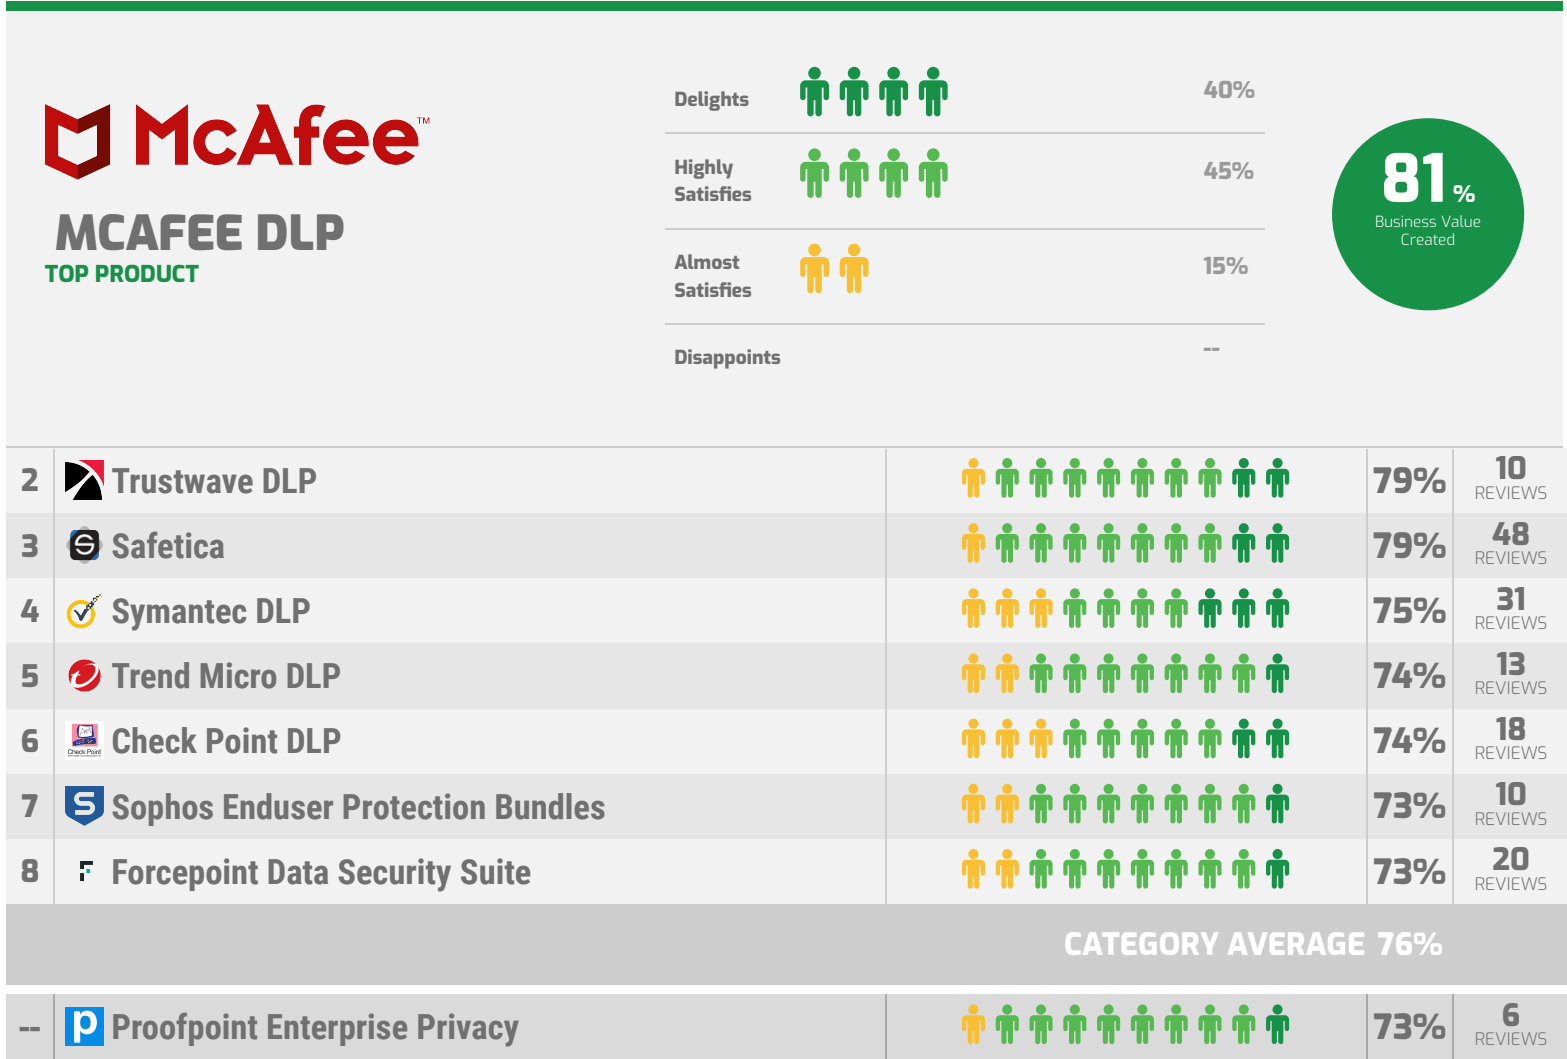 McAfee™
MCAFEE DLP
TOP PRODUCT
Delights 40%
Highly
Satisfies 45%
Almost
Satisfies 15%
Disappoints --
81%
Business Value
Created
2 Trustwave DLP 79% 10
REVIEWS
3 Safetica 79% 48
REVIEWS
4 Symantec DLP 75% 31
REVIEWS
5 Trend Micro DLP 74% 13
REVIEWS
6 Check Point
Check Point DLP 74% 18
REVIEWS
7 Sophos Enduser Protection Bundles 73% 10
REVIEWS
8 Forcepoint Data Security Suite 73% 20
REVIEWS
CATEGORY AVERAGE 76%
-- p Proofpoint Enterprise Privacy 73% 6
REVIEWS